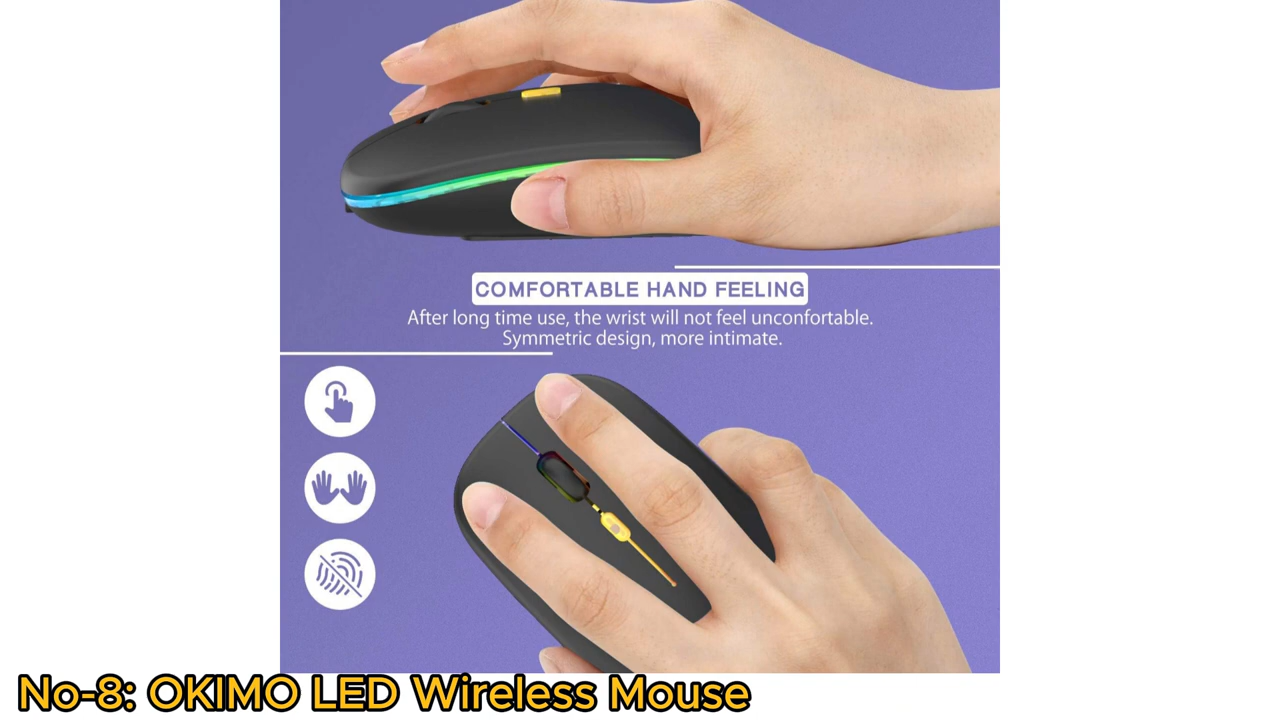 COMFORTABLE HAND FEELING
After long time use, the wrist will not feel unconfortable.
Symmetric design, more intimate.
No-8: OKIMO LED Wireless Mouse